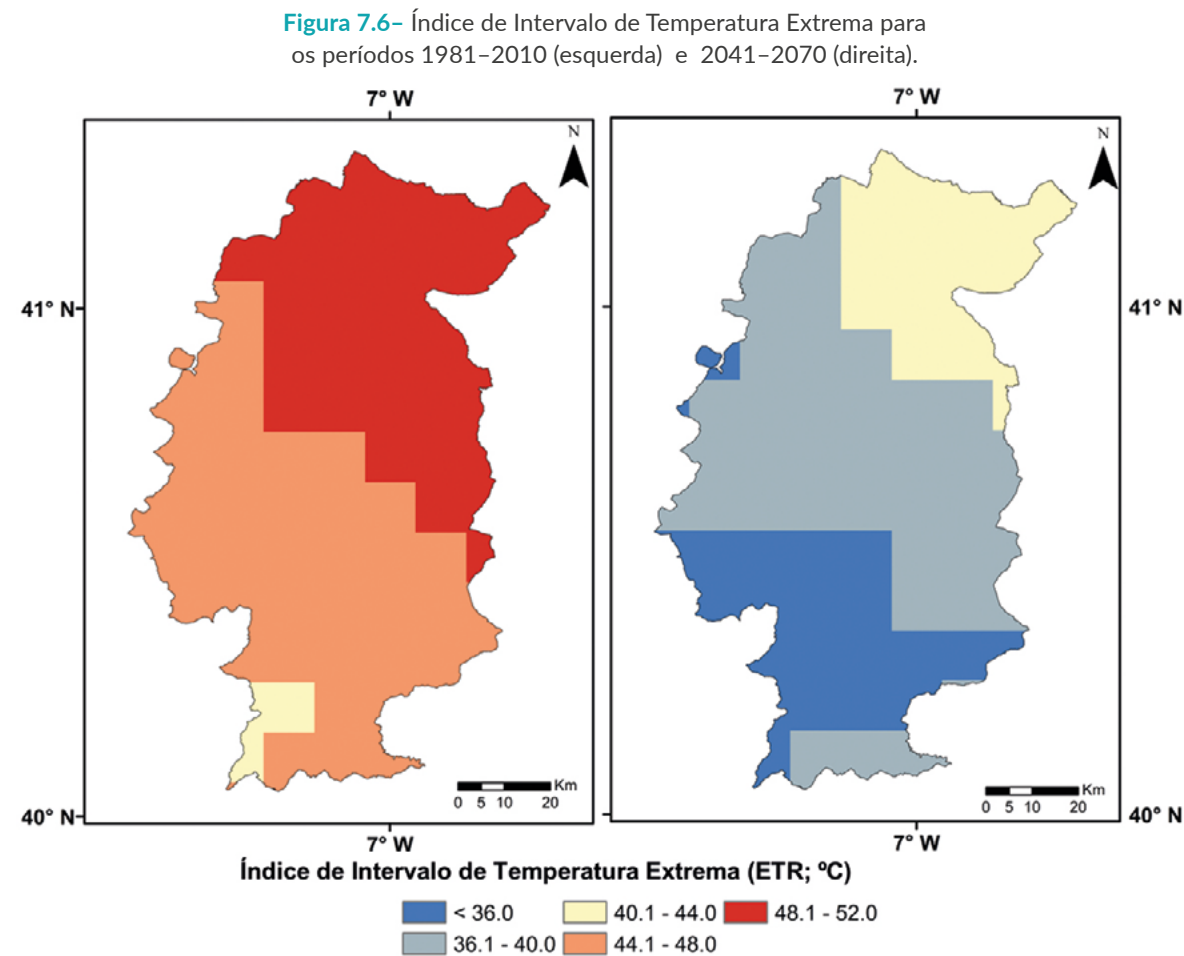 Figura 7.6– Índice de Intervalo de Temperatura Extrema para
os períodos 1981–2010 (esquerda) e 2041–2070 (direita).
7° W
7° W
N
N
41° N
41° N
Km
0 5 10 20
Km
0 5 10 20
40° N
40° N
7° W
7° W
Índice de Intervalo de Temperatura Extrema (ETR; ºC)
< 36.0
40.1 - 44.0
48.1 - 52.0
36.1 - 40.0
44.1 - 48.0